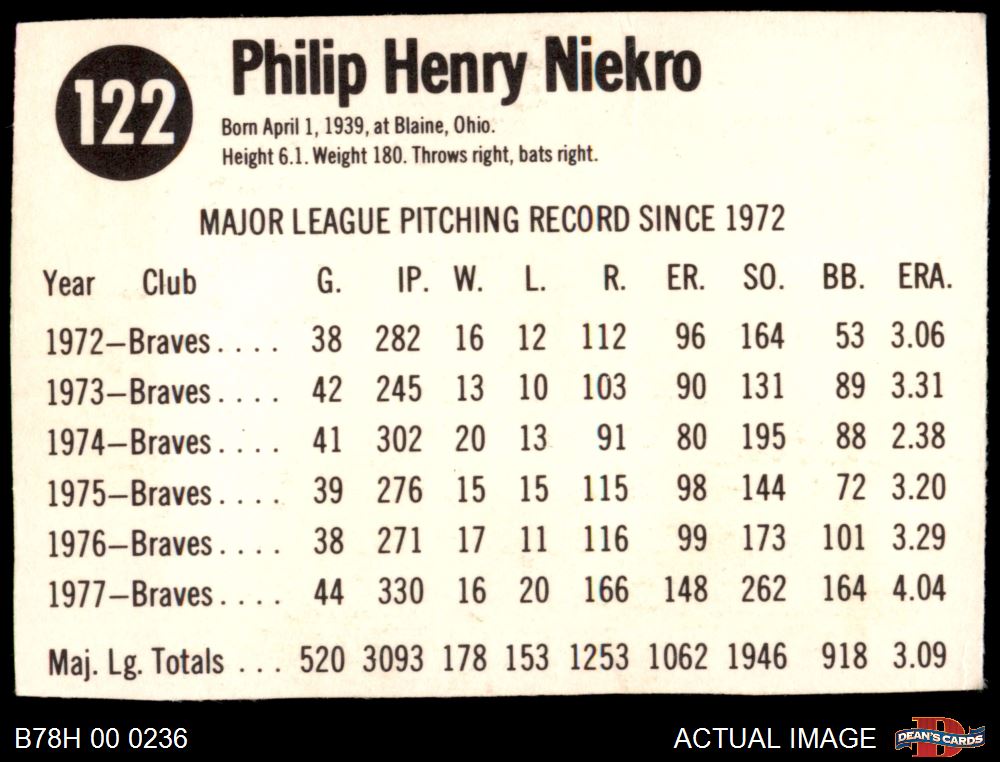 122
Philip Henry Niekro
Born April 1, 1939, at Blaine, Ohio.
Height 6.1. Weight 180. Throws right, bats right.
MAJOR LEAGUE PITCHING RECORD SINCE 1972
Year Club G. IP. W. L. R. ER. SO. BB. ERA.
1972—Braves.... 38 282 16 12 112 96 164 53 3.06
1973—Braves.... 42 245 13 10 103 90 131 89 3.31
1974—Braves.... 41 302 20 13 91 80 195 88 2.38
1975—Braves.... 39 276 15 15 115 98 144 72 3.20
1976—Braves.... 38 271 17 11 116 99 173 101 3.29
1977—Braves.... 44 330 16 20 166 148 262 164 4.04
Maj. Lg. Totals ... 520 3093 178 153 1253 1062 1946 918 3.09
B78H 00 0236
ACTUAL IMAGE
DEAN'S CARDS